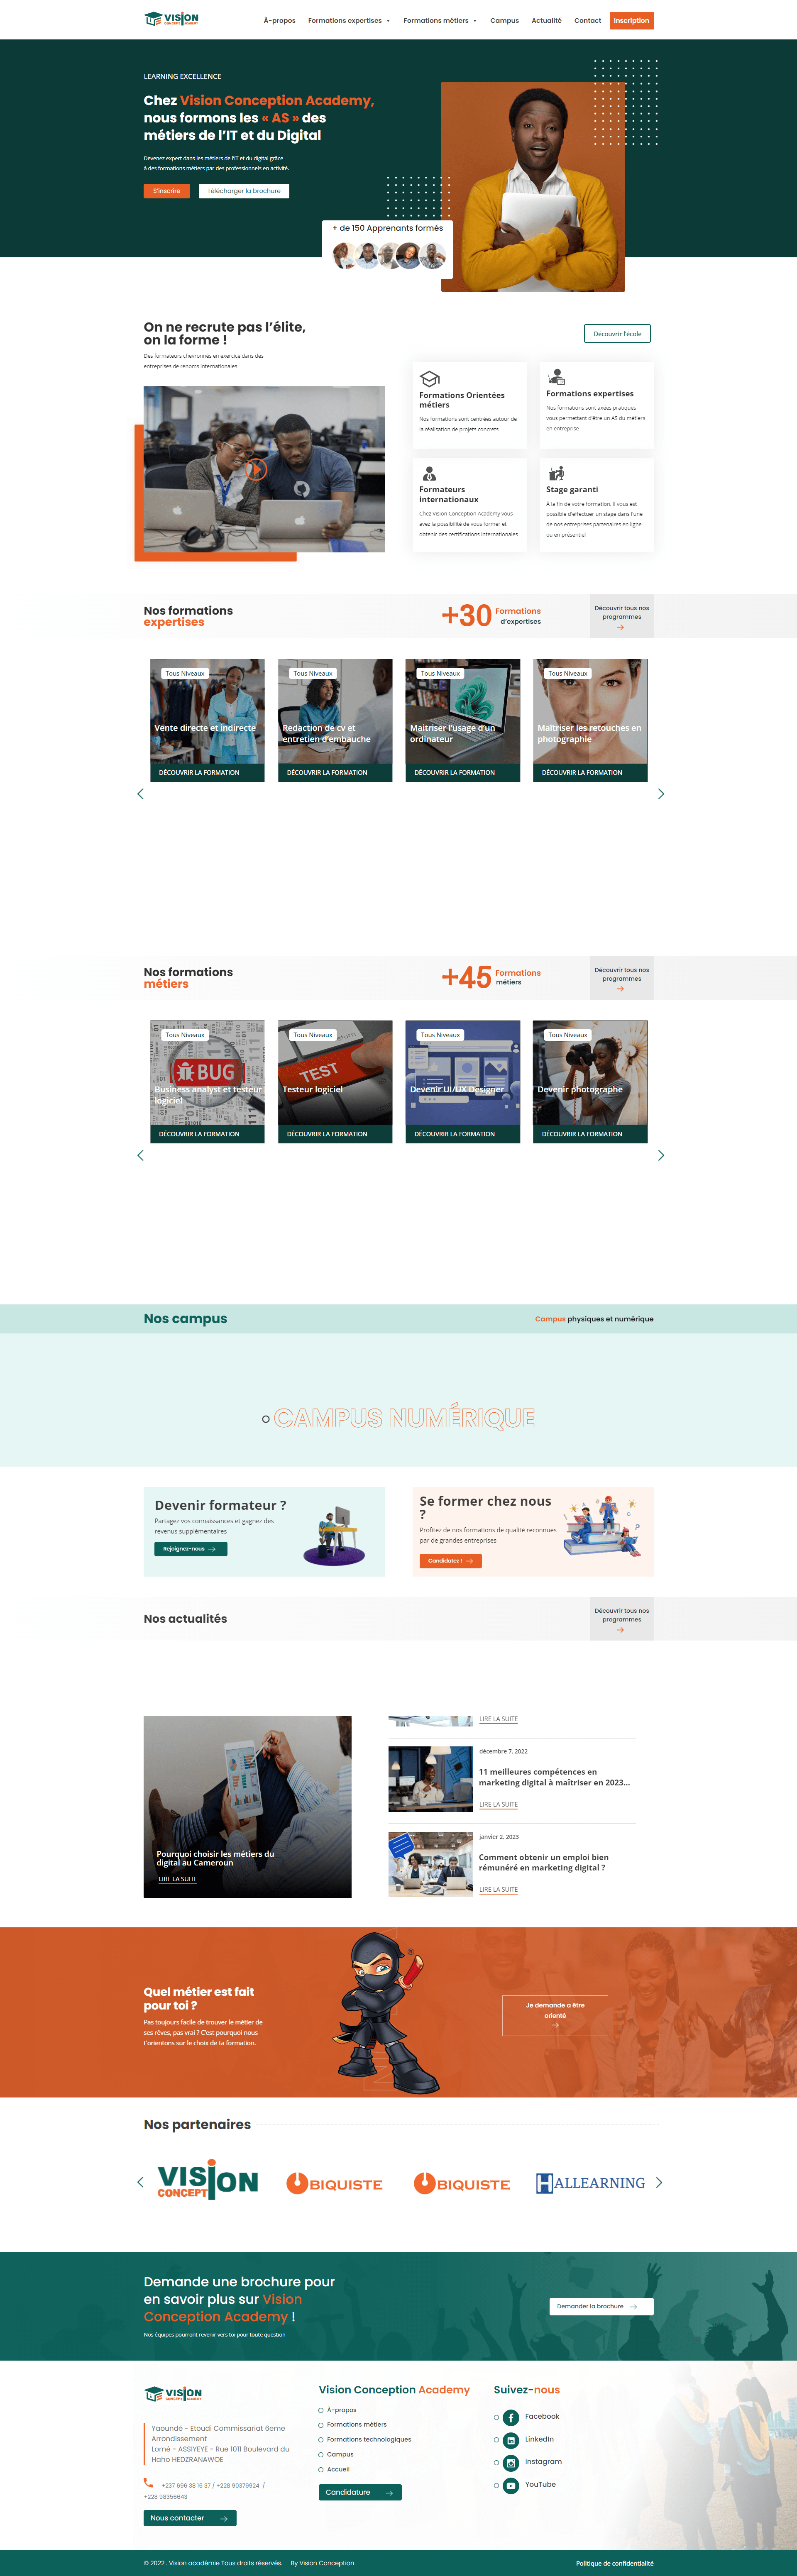 VISION
CONCEPT ACADEMY
À-propos
Formations expertises
Formations métiers
Campus
Actualité
Contact
Inscription
LEARNING EXCELLENCE
Chez Vision Conception Academy,
nous formons les « AS » des
métiers de l'IT et du Digital
Devenez expert dans les métiers de l'IT et du digital grâce
à des formations métiers par des professionnels en activité.
S'inscrire
Télécharger la brochure
+ de 150 Apprenants formés
On ne recrute pas l'élite,
on la forme !
Des formateurs chevronnés en exercice dans des
entreprises de renoms internationales
Découvrir l'école
Formations Orientées
métiers
Nos formations sont centrées autour de
la réalisation de projets concrets
Formations expertises
Nos formations sont axées pratiques
vous permettant d'être un AS du métiers
en entreprise
Formateurs
internationaux
Chez Vision Conception Academy vous
avez la possibilité de vous former et
obtenir des certifications internationales
Stage garanti
À la fin de votre formation, il vous est
possible d'effectuer un stage dans l'une
de nos entreprises partenaires en ligne
ou en présentiel
Nos formations
expertises
+30 Formations
d'expertises
Découvrir tous nos
programmes
Tous Niveaux
Vente directe et indirecte
DÉCOUVRIR LA FORMATION
Tous Niveaux
Redaction de cv et
entretien d'embauche
DÉCOUVRIR LA FORMATION
Tous Niveaux
Maitriser l'usage d'un
ordinateur
DÉCOUVRIR LA FORMATION
Tous Niveaux
Maîtriser les retouches en
photographie
DÉCOUVRIR LA FORMATION
Nos formations
métiers
+45 Formations
métiers
Découvrir tous nos
programmes
Tous Niveaux
BUG
Business analyst et testeur
logiciel
DÉCOUVRIR LA FORMATION
Tous Niveaux
TEST
Testeur logiciel
DÉCOUVRIR LA FORMATION
Tous Niveaux
Devenir UI/UX Designer
DÉCOUVRIR LA FORMATION
Tous Niveaux
Devenir photographe
DÉCOUVRIR LA FORMATION
Nos campus
Campus physiques et numérique
CAMPUS NUMÉRIQUE
Devenir formateur ?
Partagez vos connaissances et gagnez des
revenus supplémentaires
Rejoignez-nous
Se former chez nous
?
Profitez de nos formations de qualité reconnues
par de grandes entreprises
Candidatez !
Nos actualités
Découvrir tous nos
programmes
Pourquoi choisir les métiers du
digital au Cameroun
LIRE LA SUITE
LIRE LA SUITE
décembre 7, 2022
11 meilleures compétences en
marketing digital à maîtriser en 2023...
LIRE LA SUITE
janvier 2, 2023
Comment obtenir un emploi bien
rémunéré en marketing digital ?
LIRE LA SUITE
Quel métier est fait
pour toi ?
Pas toujours facile de trouver le métier de
ses rêves, pas vrai ? C'est pourquoi nous
t'orientons sur le choix de ta formation.
®
Je demande a être
orienté
Nos partenaires
VISION
CONCEPT
OBIQUISTE
OBIQUISTE
HALLEARNING
Demande une brochure pour
en savoir plus sur Vision
Conception Academy !
Nos équipes pourront revenir vers toi pour toute question
Demander la brochure
VISION
CONCEPT ACADEMY
Yaoundé - Etoudi Commissariat 6eme
Arrondissement
Lomé - ASSIYEYE - Rue 1011 Boulevard du
Haho HEDZRANAWOE
+237 696 38 16 37 / +228 90379924 /
+228 98356643
Nous contacter
Vision Conception Academy
À-propos
Formations métiers
Formations technologiques
Campus
Accueil
Candidature
Suivez-nous
Facebook
LinkedIn
Instagram
YouTube
© 2022 . Vision académie Tous droits réservés. By Vision Conception
Politique de confidentialité